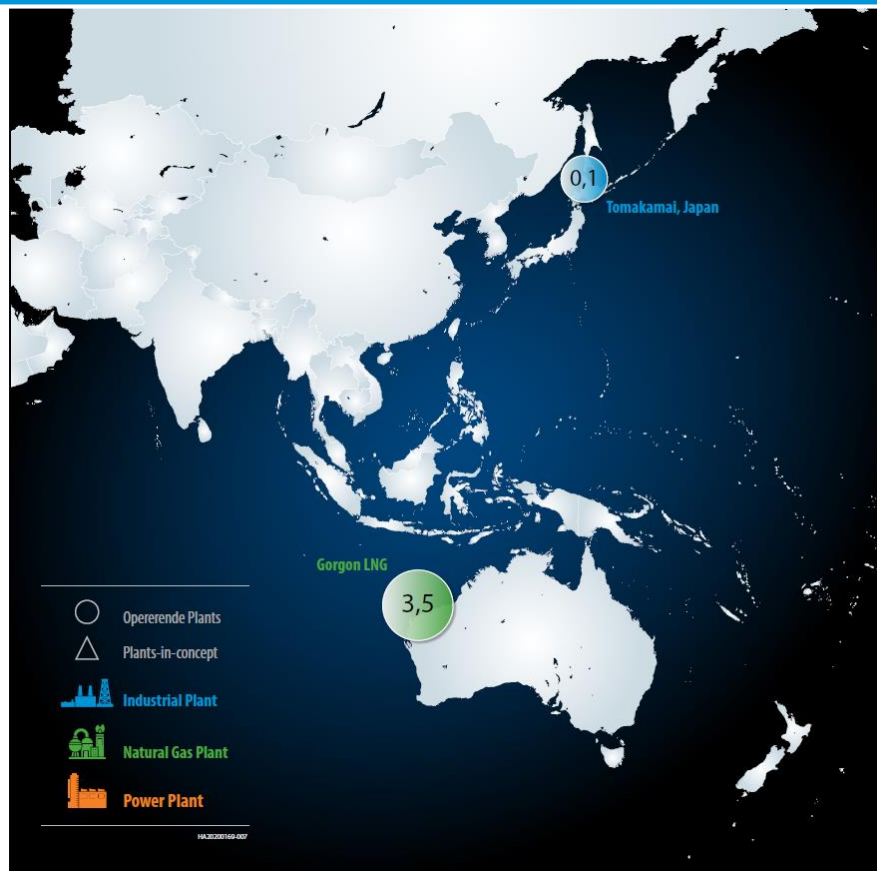 0,1
Tomakamai, Japan
Gorgon LNG
3,5
Opererende Plants
Plants-in-concept
Industrial Plant
Natural Gas Plant
Power Plant
HA20200169-007